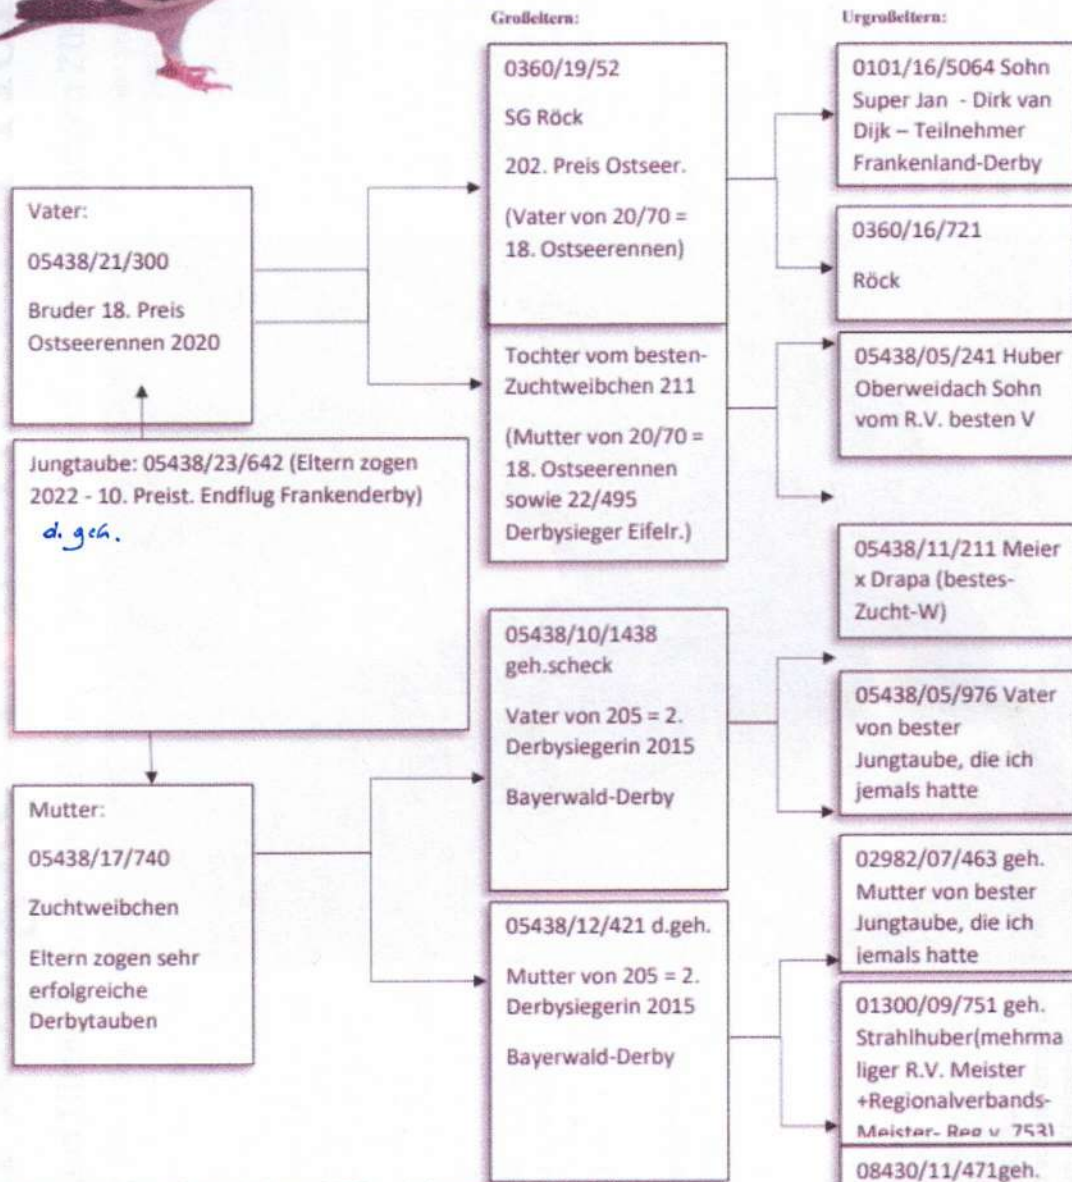 Großeltern:
Urgroßeltern:
Vater:
05438/21/300
Bruder 18. Preis
Ostseerennen 2020
Jungtaube: 05438/23/642 (Eltern zogen
2022 - 10. Preist. Endflug Frankenderby)
d. geh.
Mutter:
05438/17/740
Zuchtweibchen
Eltern zogen sehr
erfolgreiche
Derbytauben
0360/19/52
SG Röck
202. Preis Ostseer.
(Vater von 20/70 =
18. Ostseerennen)
Tochter vom besten-
Zuchtweibchen 211
(Mutter von 20/70 =
18. Ostseerennen
sowie 22/495
Derbysieger Eifelr.)
05438/10/1438
geh.scheck
Vater von 205 = 2.
Derbysiegerin 2015
Bayerwald-Derby
05438/12/421 d.geh.
Mutter von 205 = 2.
Derbysiegerin 2015
Bayerwald-Derby
0101/16/5064 Sohn
Super Jan - Dirk van
Dijk – Teilnehmer
Frankenland-Derby
0360/16/721
Röck
05438/05/241 Huber
Oberweidach Sohn
vom R.V. besten V
05438/11/211 Meier
x Drapa (bestes-
Zucht-W)
05438/05/976 Vater
von bester
Jungtaube, die ich
jemals hatte
02982/07/463 geh.
Mutter von bester
Jungtaube, die ich
jemals hatte
01300/09/751 geh.
Strahlhuber(mehrma
liger R.V. Meister
+Regionalverbands-
Meister- Reg v. 753)
08430/11/471geh.